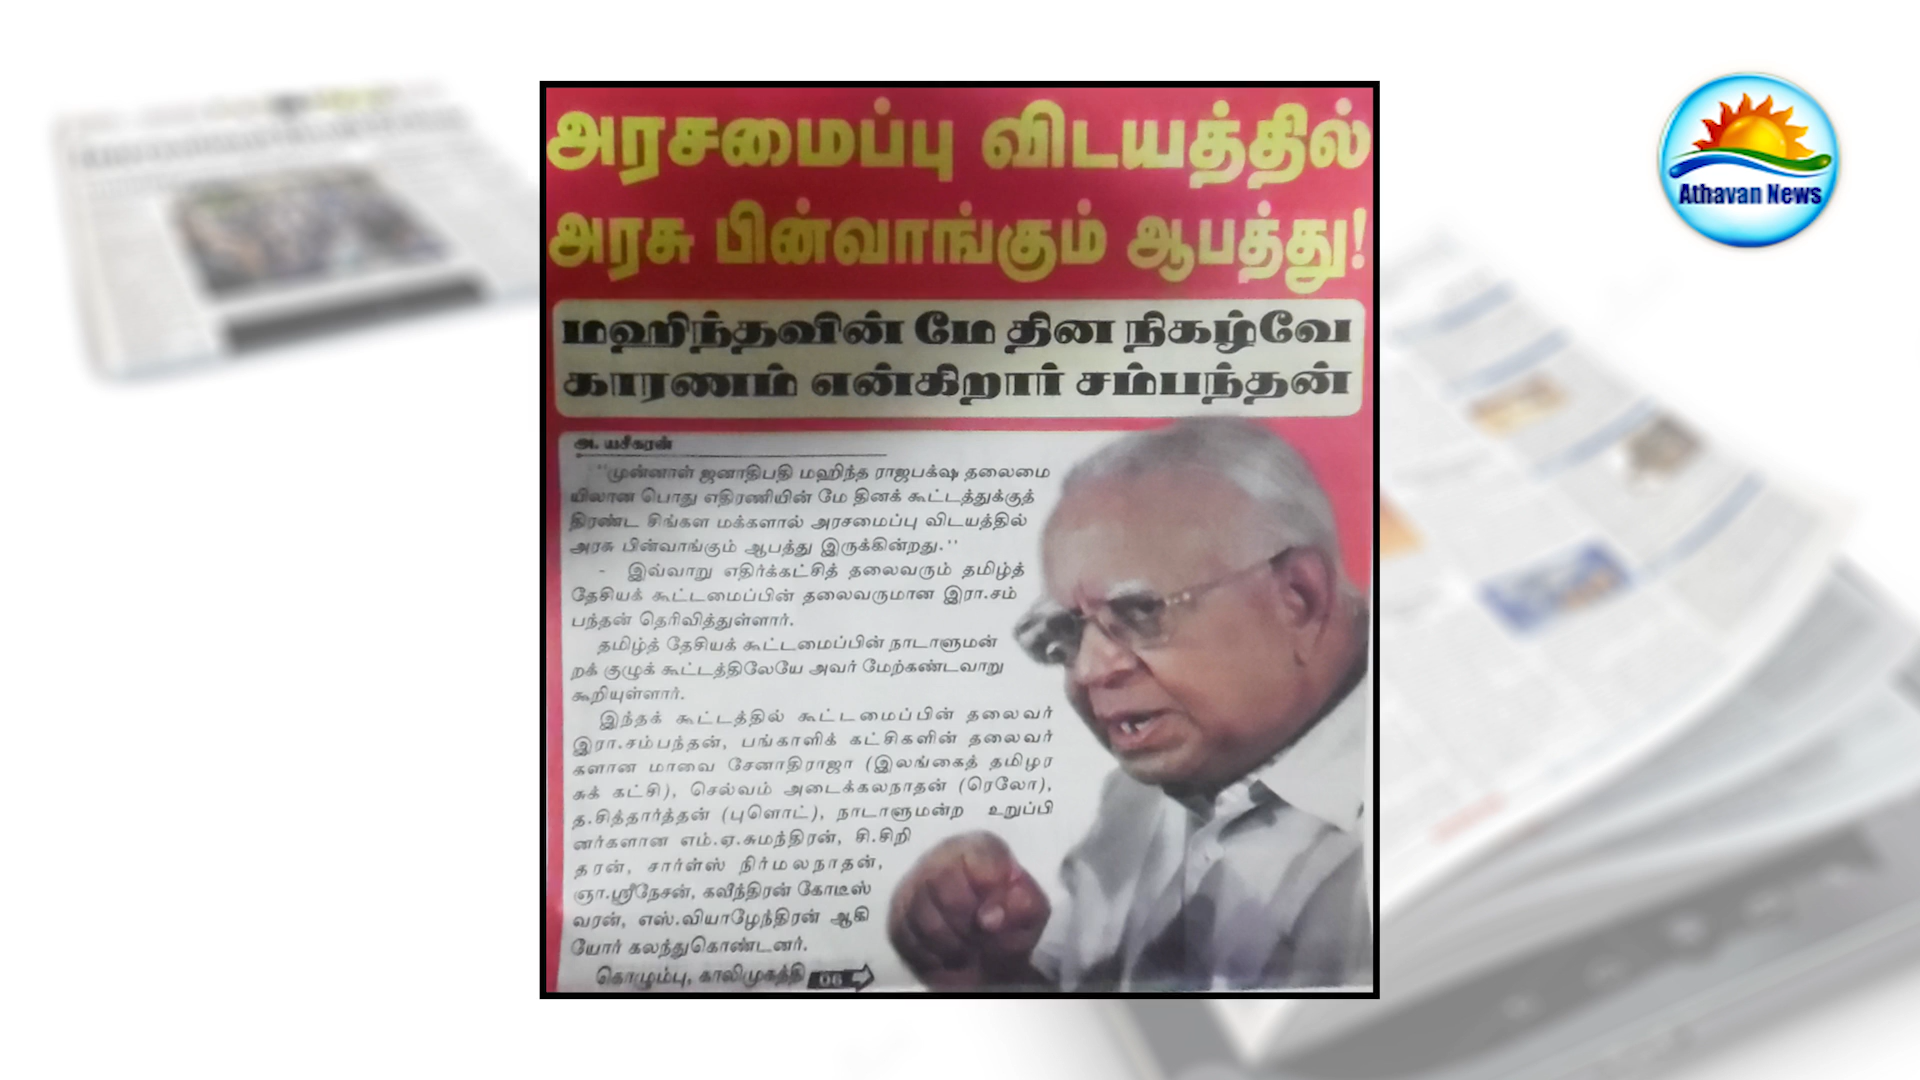 அரசமைப்பு விடயத்தில்
அரசு பின்வாங்கும் ஆபத்து!
மஹிந்தவின் மே தின நிகழ்வே
காரணம் என்கிறார் சம்பந்தன்
அ. யசீகரன்
"முன்னாள் ஜனாதிபதி மஹிந்த ராஜபக்ஷ தலைமை
யிலான பொது எதிரணியின் மே தினக் கூட்டத்துக்குத்
திரண்ட சிங்கள மக்களால் அரசமைப்பு விடயத்தில்
அரசு பின்வாங்கும் ஆபத்து இருக்கின்றது."
- இவ்வாறு எதிர்க்கட்சித் தலைவரும் தமிழ்த்
தேசியக் கூட்டமைப்பின் தலைவருமான இரா.சம்
பந்தன் தெரிவித்துள்ளார்.
தமிழ்த் தேசியக் கூட்டமைப்பின் நாடாளுமன்
றக் குழுக் கூட்டத்திலேயே அவர் மேற்கண்டவாறு
கூறியுள்ளார்.
இந்தக் கூட்டத்தில் கூட்டமைப்பின் தலைவர்
இரா.சம்பந்தன், பங்காளிக் கட்சிகளின் தலைவர்
களான மாவை சேனாதிராஜா (இலங்கைத் தமிழர
சுக் கட்சி), செல்வம் அடைக்கலநாதன் (ரெலோ),
த.சித்தார்த்தன் (புளொட்), நாடாளுமன்ற உறுப்பி
னர்களான எம்.ஏ.சுமந்திரன், சி.சிறி
தரன், சார்ள்ஸ் நிர்மலநாதன்,
ஞா.ஸ்ரீநேசன், கவீந்திரன் கோடீஸ்
வரன், எஸ்.வியாழேந்திரன் ஆகி
யோர் கலந்துகொண்டனர்.
கொழும்பு, காலிமுகத்தி 06
Athavan News